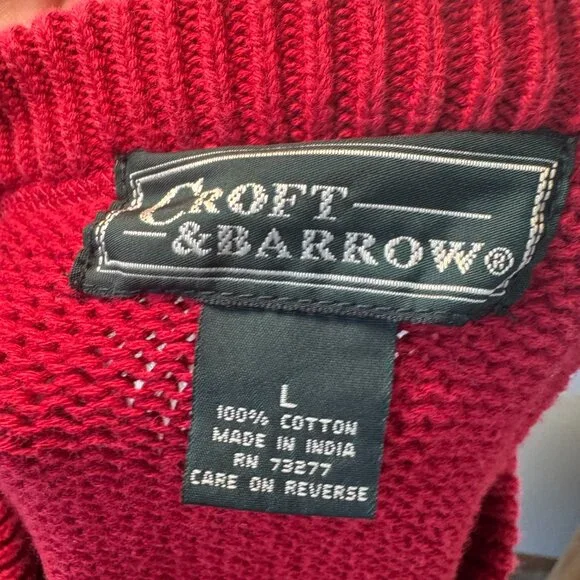 CROFT
&BARROW®
L
100% COTTON
MADE IN INDIA
RN 73277
CARE ON REVERSE